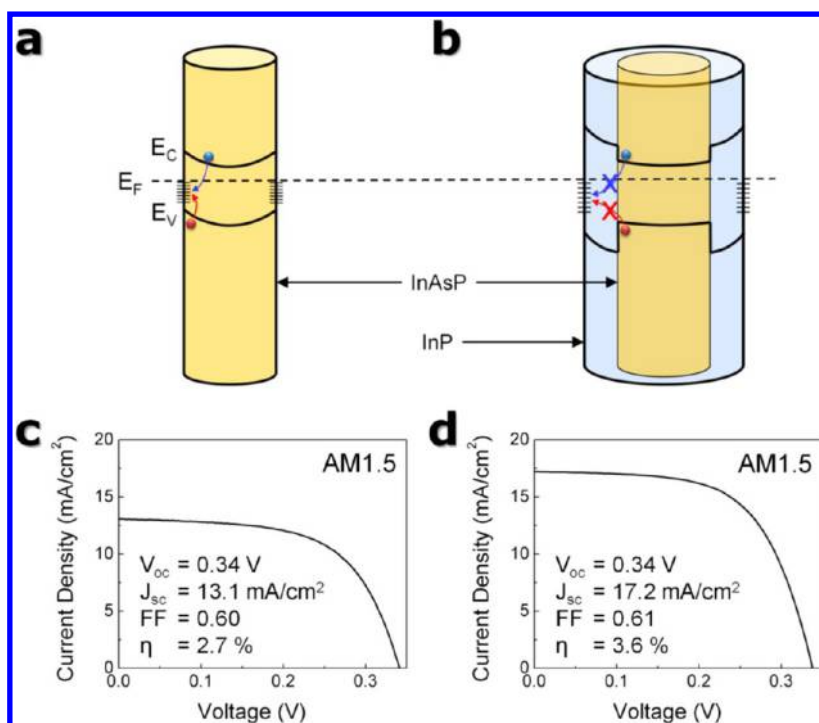 a
b
E_C
E_F
E_V
InAsP
InP
c
d
20
15
10
5
0
Current Density (mA/cm²)
AM1.5
V_oc = 0.34 V
J_sc = 13.1 mA/cm²
FF = 0.60
η = 2.7 %
0.0 0.1 0.2 0.3
Voltage (V)
20
15
10
5
0
Current Density (mA/cm²)
AM1.5
V_oc = 0.34 V
J_sc = 17.2 mA/cm²
FF = 0.61
η = 3.6 %
0.0 0.1 0.2 0.3
Voltage (V)